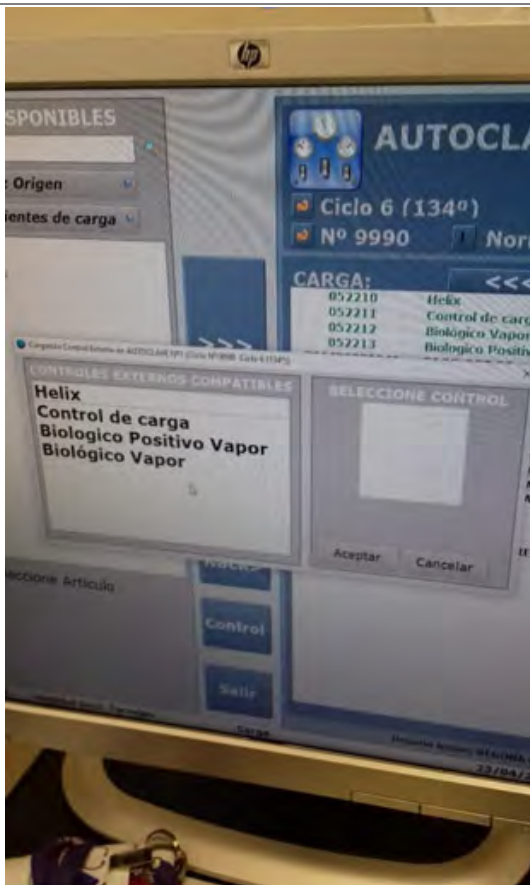 hp
SPONIBLES
: Origen
ientes de carga
AUTOCLA
Ciclo 6 (134º)
Nº 9990
Nor
CARGA:
<<<
052210 Helix
052211 Control de carg
052212 Biológico Vapor
052213 Biologico Positiv
>>>
CONTROLES EXTERNOS COMPATIBLES
Helix
Control de carga
Biologico Positivo Vapor
Biológico Vapor
SELECCIONE CONTROL
Aceptar
Cancelar
eccione Artículo
Control
Salir
Carga